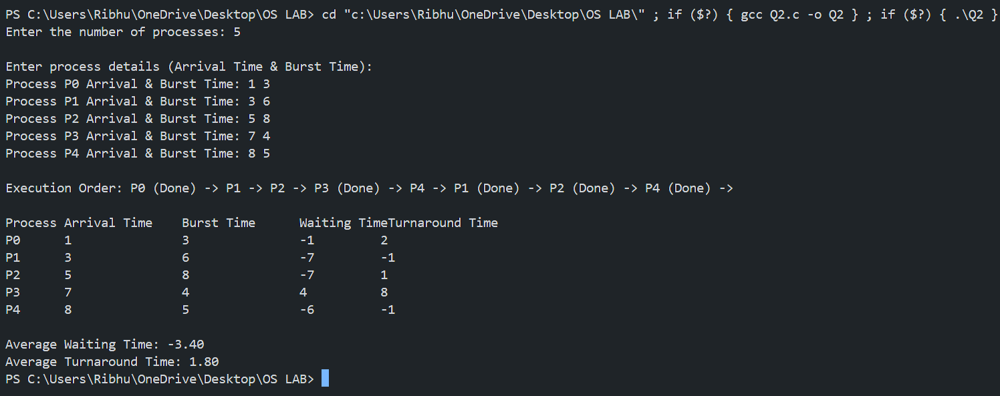 PS C:\Users\Ribhu\OneDrive\Desktop\OS LAB> cd "c:\Users\Ribhu\OneDrive\Desktop\OS LAB\" ; if ($?) { gcc Q2.c -o Q2 } ; if ($?) { .\Q2 }
Enter the number of processes: 5
Enter process details (Arrival Time & Burst Time):
Process P0 Arrival & Burst Time: 1 3
Process P1 Arrival & Burst Time: 3 6
Process P2 Arrival & Burst Time: 5 8
Process P3 Arrival & Burst Time: 7 4
Process P4 Arrival & Burst Time: 8 5
Execution Order: P0 (Done) -> P1 -> P2 -> P3 (Done) -> P4 -> P1 (Done) -> P2 (Done) -> P4 (Done) ->
Process Arrival Time    Burst Time      Waiting TimeTurnaround Time
P0      1               3               -1         2
P1      3               6               -7         -1
P2      5               8               -7         1
P3      7               4               4          8
P4      8               5               -6         -1
Average Waiting Time: -3.40
Average Turnaround Time: 1.80
PS C:\Users\Ribhu\OneDrive\Desktop\OS LAB>